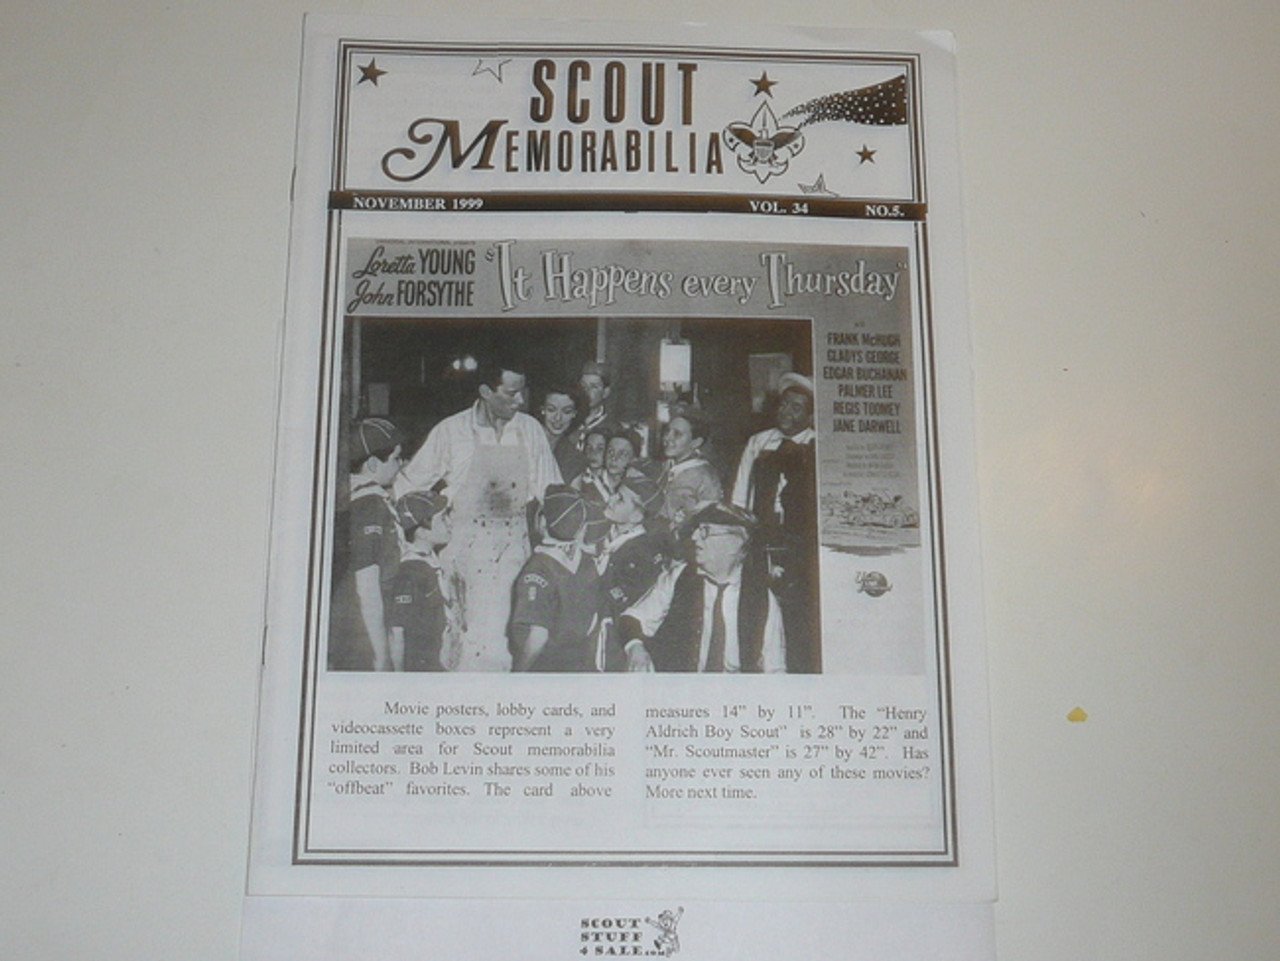 SCOUT
MEMORABILIA
NOVEMBER 1999 VOL. 34 NO.5.
Loretta YOUNG
John FORSYTHE
"It Happens every Thursday"
FRANK McHUGH
GLADYS GEORGE
EDGAR BUCHANAN
PALMER LEE
REGIS TOOMEY
JANE DARWELL
Movie posters, lobby cards, and
videocassette boxes represent a very
limited area for Scout memorabilia
collectors. Bob Levin shares some of his
"offbeat" favorites. The card above
measures 14" by 11". The "Henry
Aldrich Boy Scout" is 28" by 22" and
"Mr. Scoutmaster" is 27" by 42". Has
anyone ever seen any of these movies?
More next time.
SCOUT
STUFF
4 SALE.com